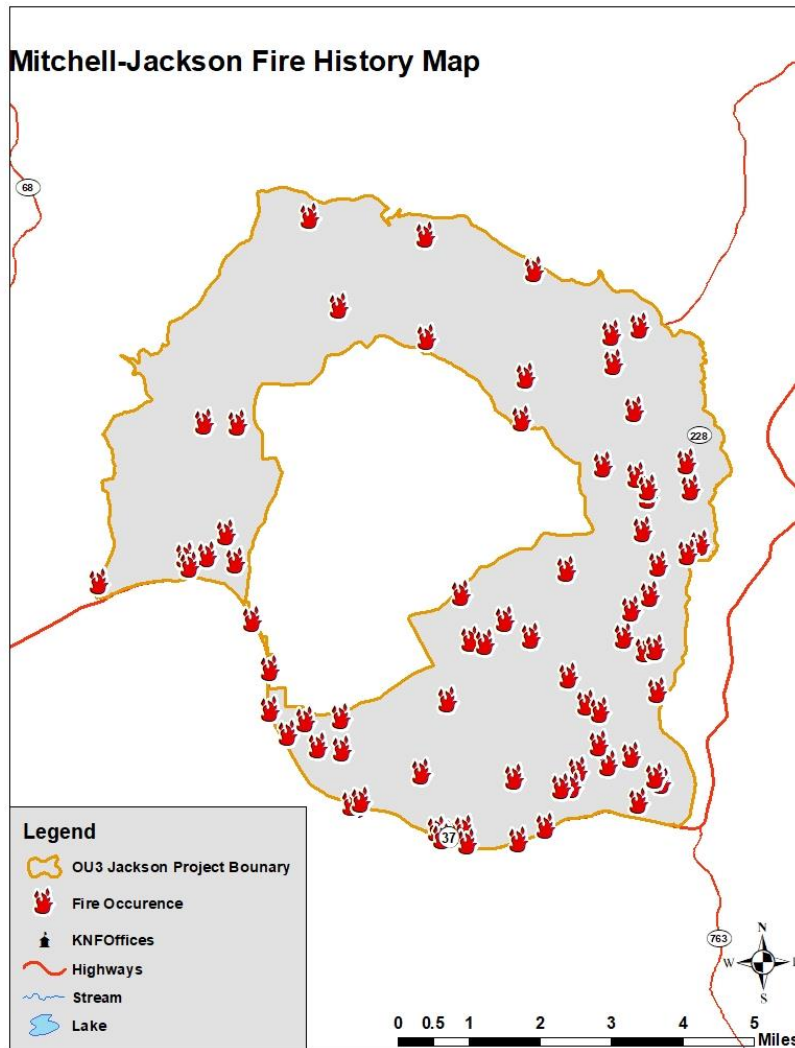 Mitchell-Jackson Fire History Map
68
228
37
Legend
OU3 Jackson Project Bounary
Fire Occurence
KNFOffices
Highways
Stream
Lake
763
N
W
S
0 0.5 1 2 3 4 5
Miles